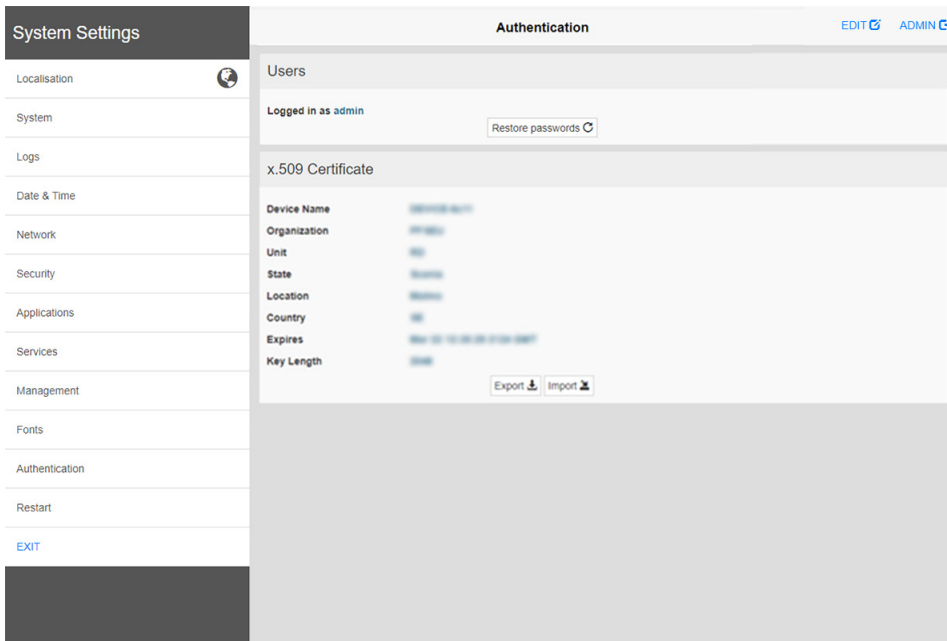 System Settings
Localisation
System
Logs
Date & Time
Network
Security
Applications
Services
Management
Fonts
Authentication
Restart
EXIT
Authentication
EDIT
ADMIN
Users
Logged in as admin
Restore passwords
x.509 Certificate
Device Name
Organization
Unit
State
Location
Country
Expires
Key Length
Export Import